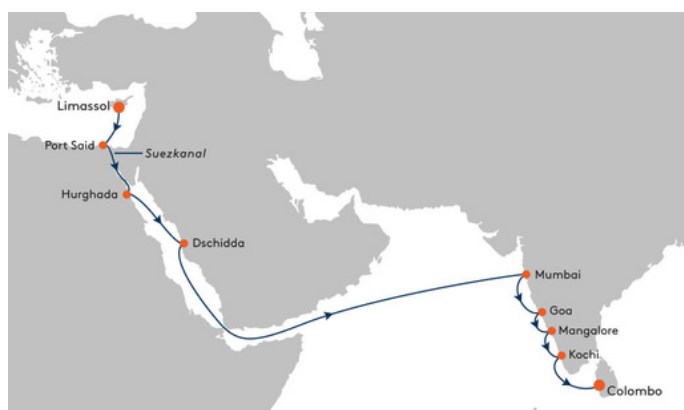 Limassol
Port Said
Suezkanal
Hurghada
Dschidda
Mumbai
Goa
Mangalore
Kochi
Colombo